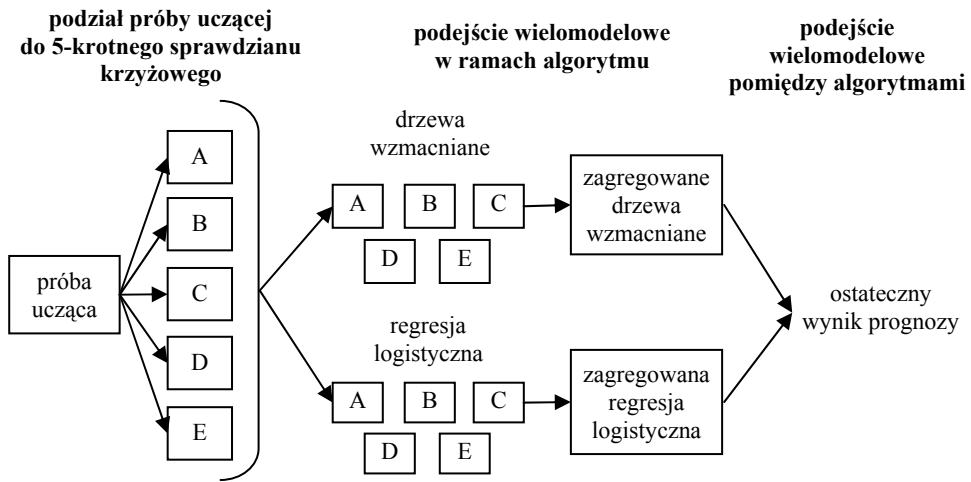 podział próby uczącej
do 5-krotnego sprawdzianu
krzyżowego
podejście wielomodelowe
w ramach algorytmu
podejście
wielomodelowe
pomiędzy algorytmami
próba
ucząca
A
B
C
D
E
drzewa
wzmacniane
A B C
D E
zagregowane
drzewa
wzmacniane
regresja
logistyczna
A B C
D E
zagregowana
regresja
logistyczna
ostateczny
wynik prognozy